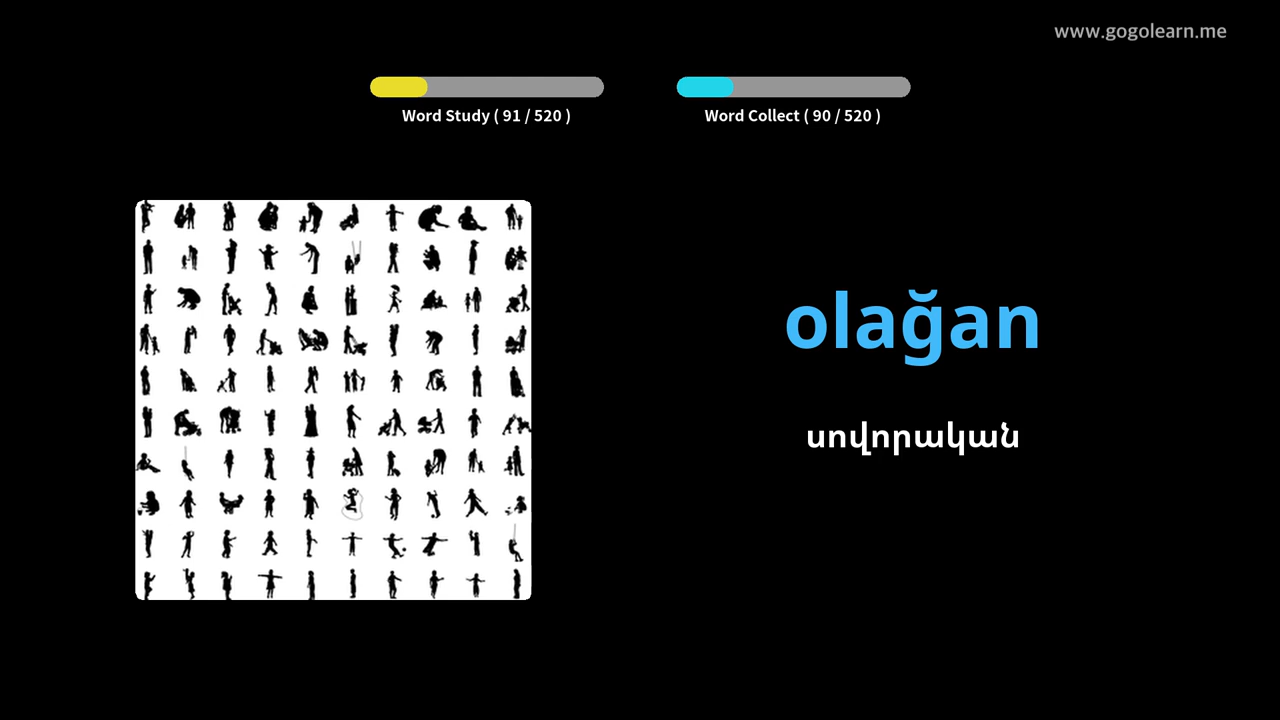 www.gogolearn.me
Word Study ( 91 / 520 )
Word Collect ( 90 / 520 )
olağan
սովորական